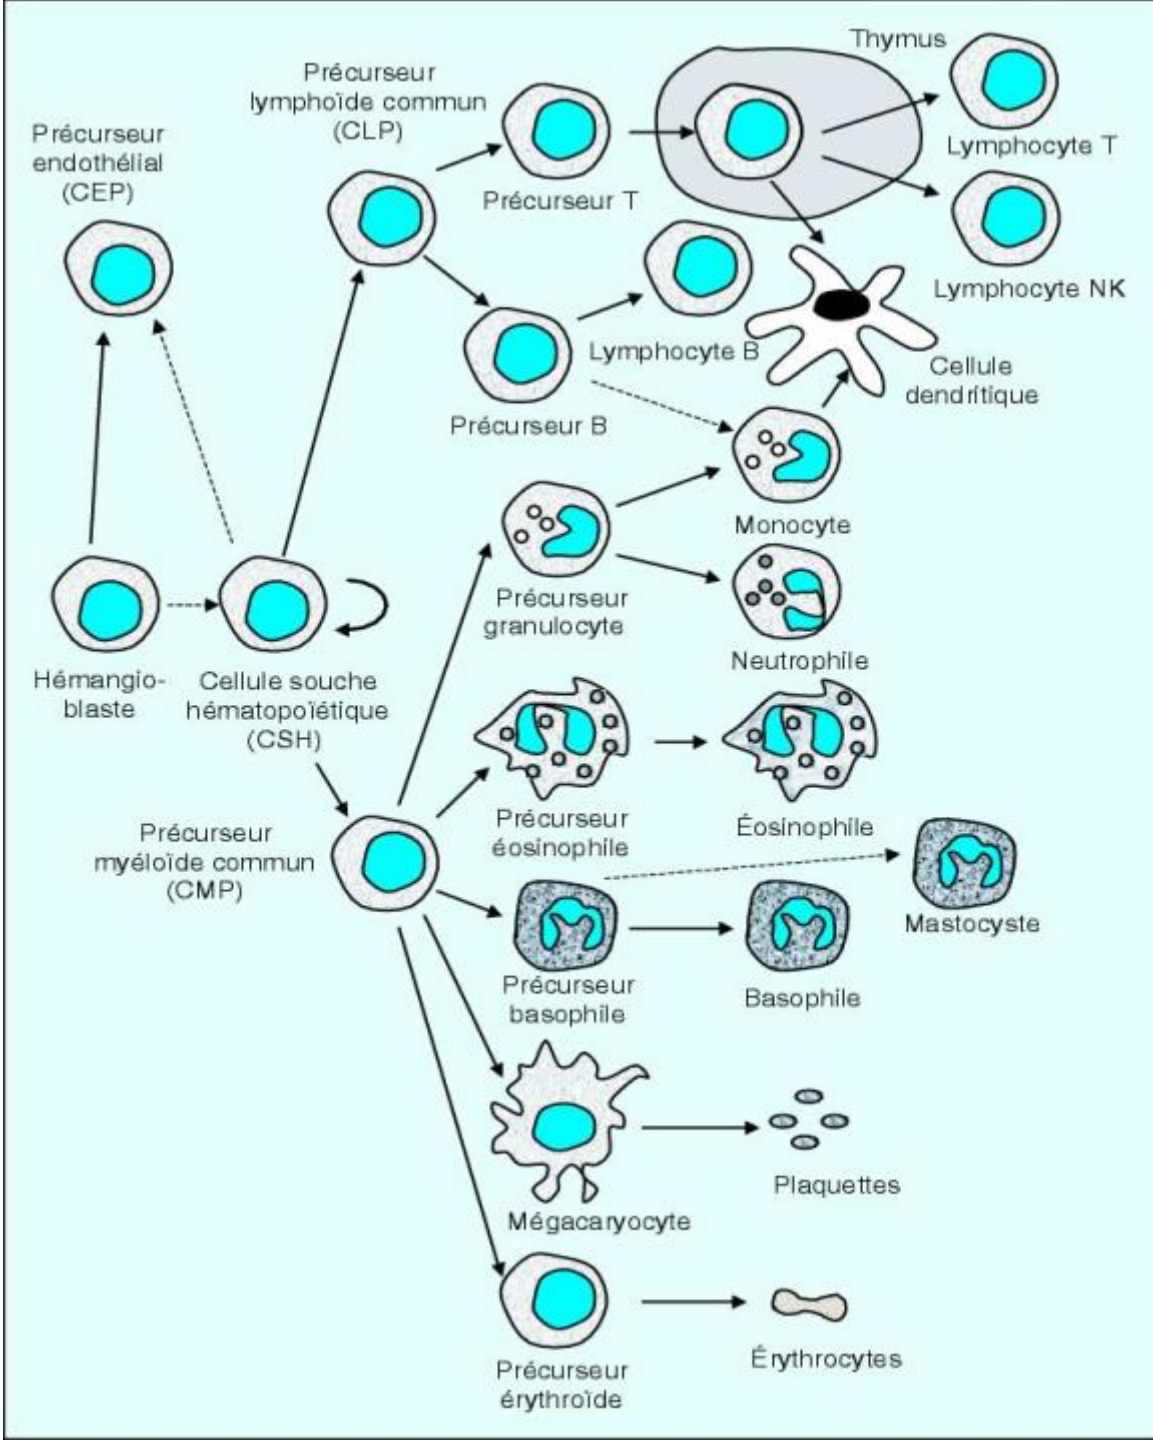 Thymus
Précurseur
lymphoïde commun
(CLP)
Précurseur
endothélial
(CEP)
Lymphocyte T
Précurseur T
Lymphocyte NK
Lymphocyte B
Cellule
dendritique
Précurseur B
Monocyte
Précurseur
granulocyte
Neutrophile
Hémangio-
blaste
Cellule souche
hématopoïétique
(CSH)
Précurseur
éosinophile
Éosinophile
Précurseur
myéloïde commun
(CMP)
Mastocyste
Précurseur
basophile
Basophile
Plaquettes
Mégacaryocyte
Érythrocytes
Précurseur
érythroïde